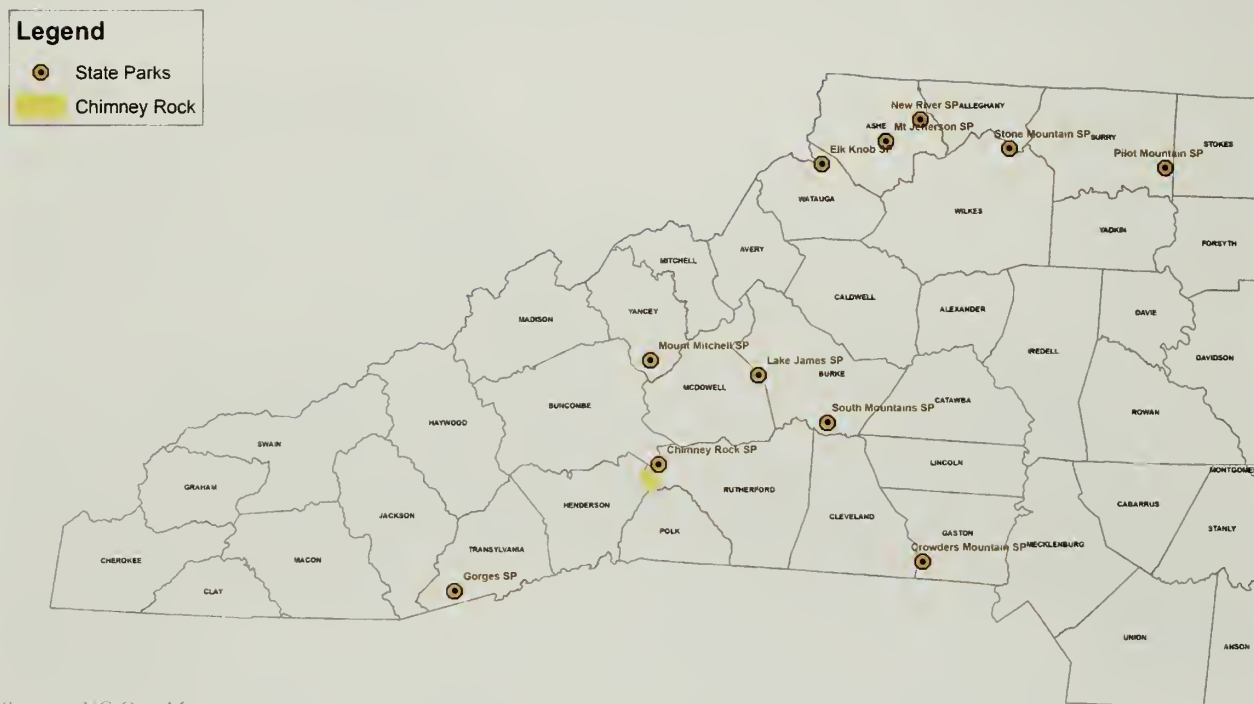 Legend
State Parks
Chimney Rock
New River SP
ALLEGHANY
ASHE
Mt Jefferson SP
Stone Mountain SP
SURRY
STOKES
Elk Knob SP
Pilot Mountain SP
WATAUGA
WILKES
YADKIN
FORSYTH
AVERY
MITCHELL
CALDWELL
ALEXANDER
DAVIE
YANCEY
MADISON
IREDELL
DAVIDSON
Mount Mitchell SP
Lake James SP
BURKE
MCDOWELL
CATAWBA
BUNCOMBE
South Mountains SP
ROWAN
HAYWOOD
SWAIN
Chimney Rock SP
LINCOLN
MONTGOME
GRAHAM
RUTHERFORD
HENDERSON
CABARRUS
JACKSON
CLEVELAND
POLK
GASTON
STANLY
TRANSYLVANIA
Crowders Mountain SP
MECKLENBURG
CHEROKEE
MACON
Gorges SP
CLAY
UNION
ANSON